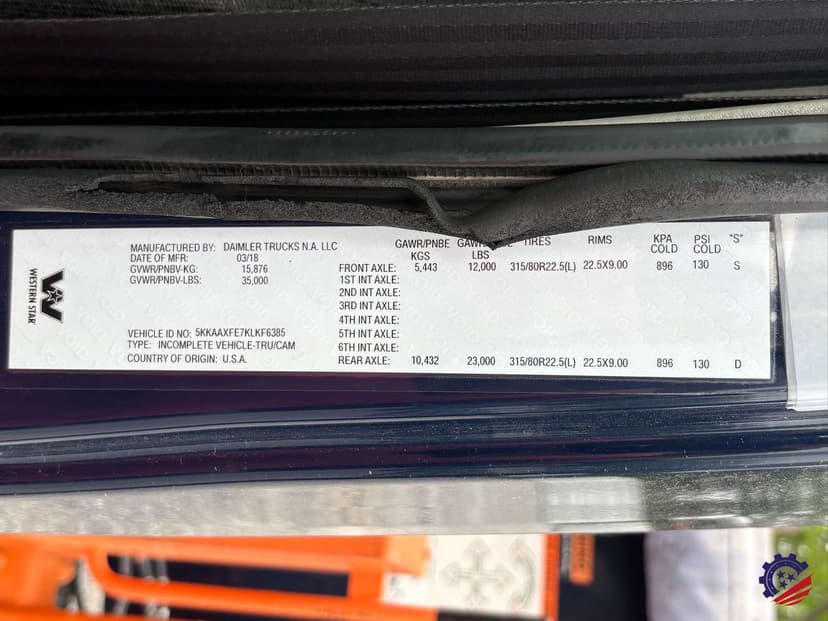 WESTERN STAR
MANUFACTURED BY: DAIMLER TRUCKS N.A. LLC
DATE OF MFR: 03/18
GVWR/PNBV-KG: 15,876
GVWR/PNBV-LBS: 35,000
VEHICLE ID NO: 5KKAAXFE7KLKF6385
TYPE: INCOMPLETE VEHICLE-TRU/CAM
COUNTRY OF ORIGIN: U.S.A.
GAWR/PNBE KGS LBS TIRES RIMS KPA COLD PSI COLD "S"
FRONT AXLE: 5,443 12,000 315/80R22.5(L) 22.5X9.00 896 130 S
1ST INT AXLE:
2ND INT AXLE:
3RD INT AXLE:
4TH INT AXLE:
5TH INT AXLE:
6TH INT AXLE:
REAR AXLE: 10,432 23,000 315/80R22.5(L) 22.5X9.00 896 130 D